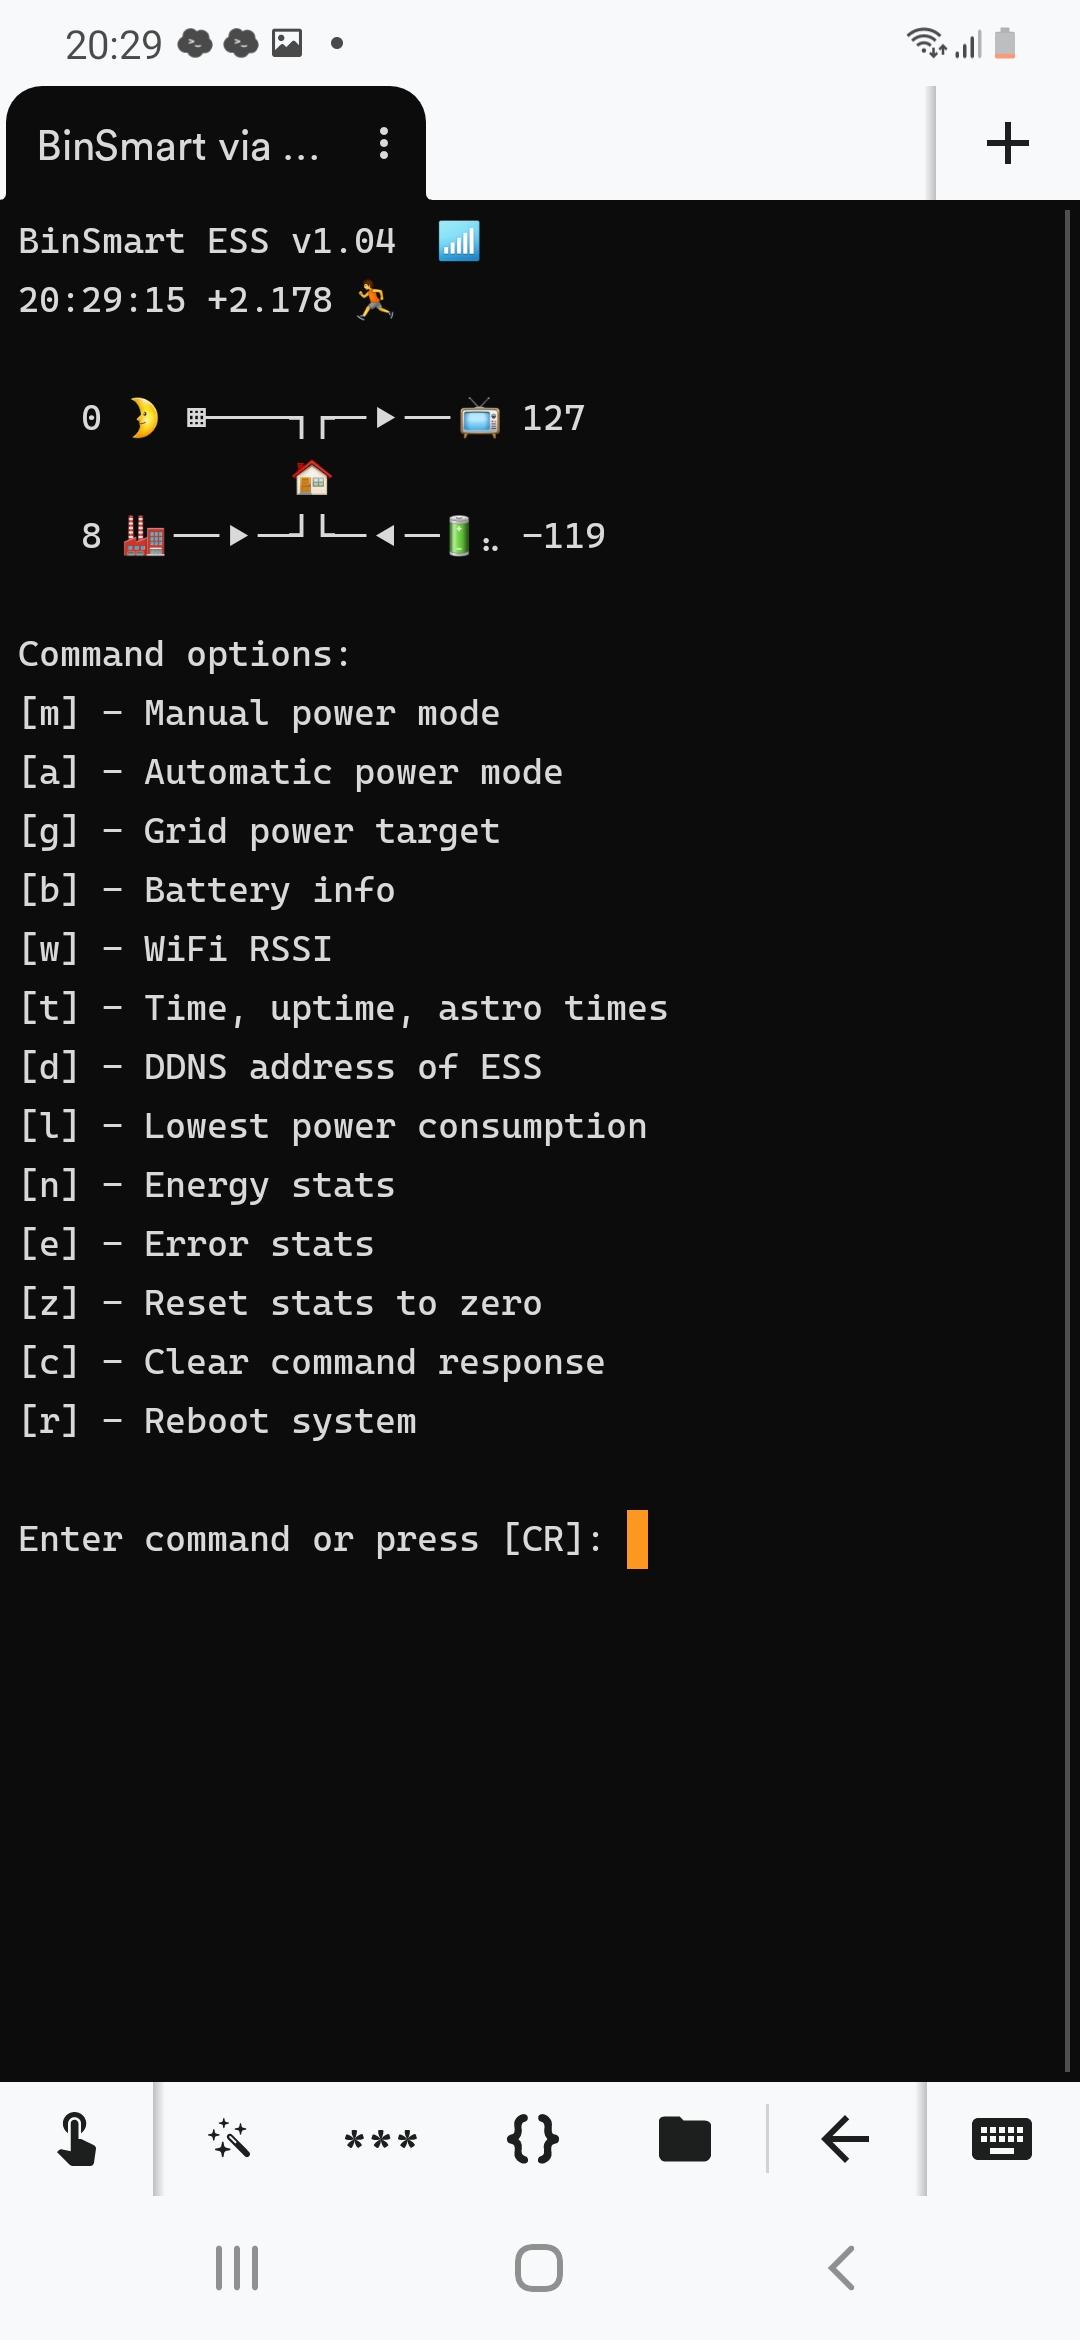 20:29
BinSmart via ...
BinSmart ESS v1.04
20:29:15 +2.178
0 127
8 -119
Command options:
[m] - Manual power mode
[a] - Automatic power mode
[g] - Grid power target
[b] - Battery info
[w] - WiFi RSSI
[t] - Time, uptime, astro times
[d] - DDNS address of ESS
[l] - Lowest power consumption
[n] - Energy stats
[e] - Error stats
[z] - Reset stats to zero
[c] - Clear command response
[r] - Reboot system
Enter command or press [CR]: